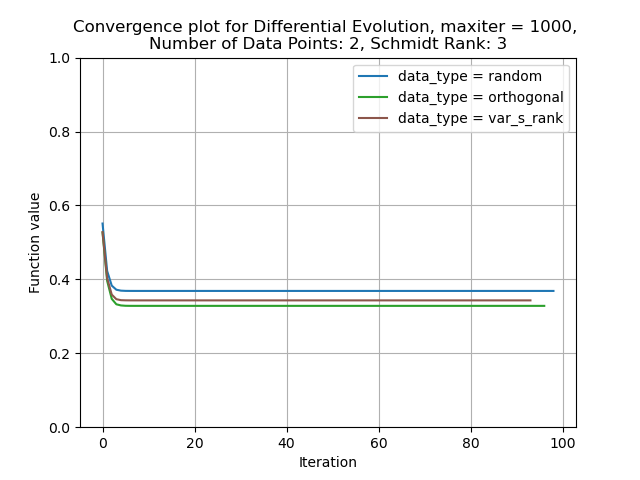 Convergence plot for Differential Evolution, maxiter = 1000,
Number of Data Points: 2, Schmidt Rank: 3
1.0
0.8
0.6
0.4
0.2
0.0
Function value
data_type = random
data_type = orthogonal
data_type = var_s_rank
0 20 40 60 80 100
Iteration